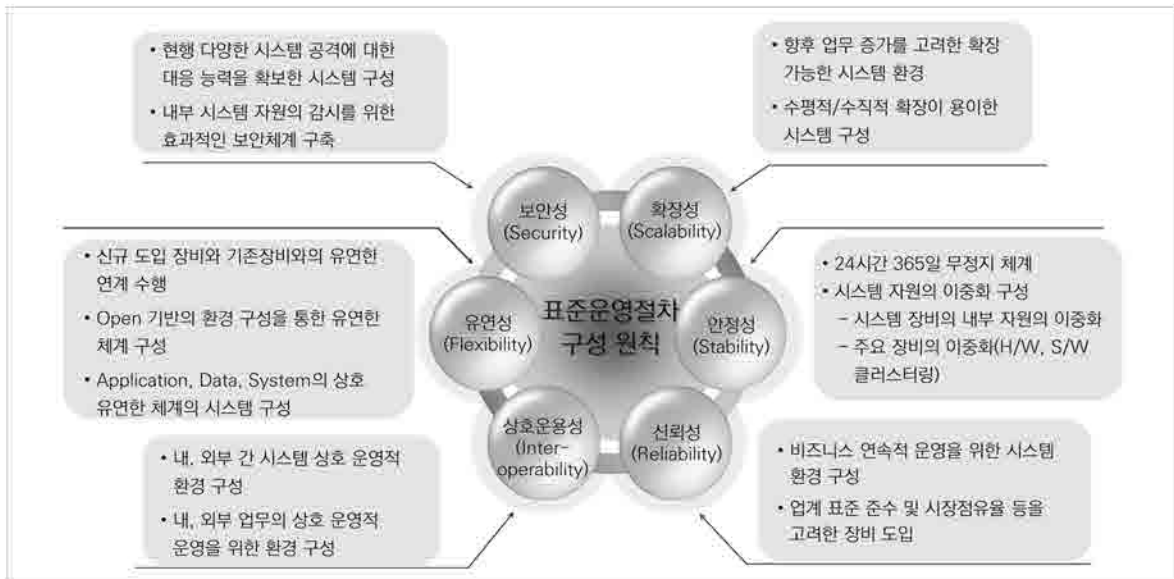 • 현행 다양한 시스템 공격에 대한
대응 능력을 확보한 시스템 구성
• 내부 시스템 자원의 감시를 위한
효과적인 보안체계 구축
• 향후 업무 증가를 고려한 확장
가능한 시스템 환경
• 수평적/수직적 확장이 용이한
시스템 구성
보안성
(Security)
확장성
(Scalability)
• 신규 도입 장비와 기존장비와의 유연한
연계 수행
• Open 기반의 환경 구성을 통한 유연한
체계 구성
• Application, Data, System의 상호
유연한 체계의 시스템 구성
유연성
(Flexibility)
표준운영절차
구성 원칙
안정성
(Stability)
• 24시간 365일 무정지 체계
• 시스템 자원의 이중화 구성
– 시스템 장비의 내부 자원의 이중화
– 주요 장비의 이중화(H/W, S/W
클러스터링)
상호운용성
(Inter-
operability)
신뢰성
(Reliability)
• 내, 외부 간 시스템 상호 운영적
환경 구성
• 내, 외부 업무의 상호 운영적
운영을 위한 환경 구성
• 비즈니스 연속적 운영을 위한 시스템
환경 구성
• 업계 표준 준수 및 시장점유율 등을
고려한 장비 도입